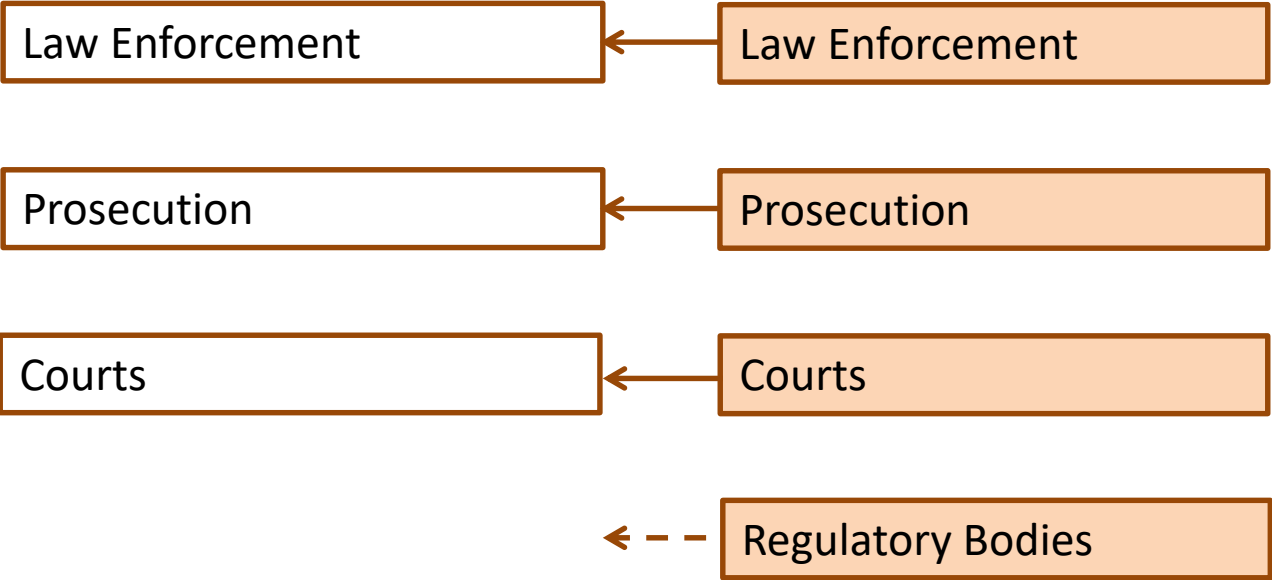 Law Enforcement
Law Enforcement
Prosecution
Prosecution
Courts
Courts
Regulatory Bodies